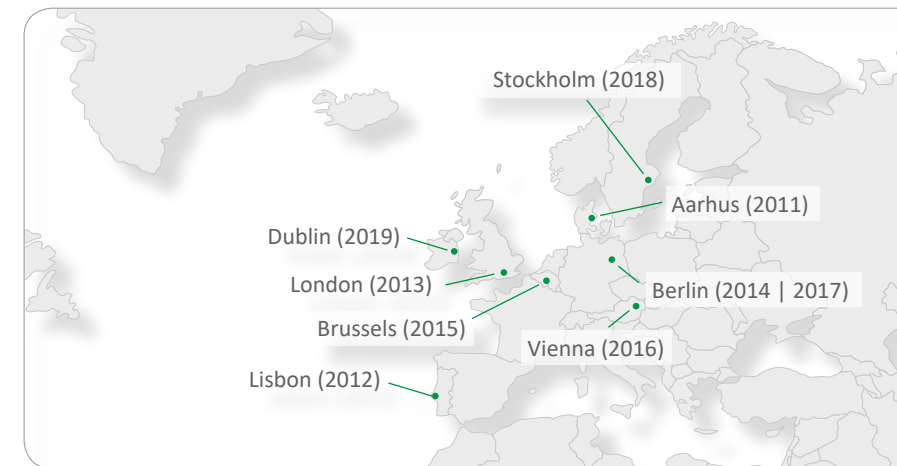 Stockholm (2018)
Aarhus (2011)
Dublin (2019)
London (2013)
Berlin (2014 | 2017)
Brussels (2015)
Vienna (2016)
Lisbon (2012)